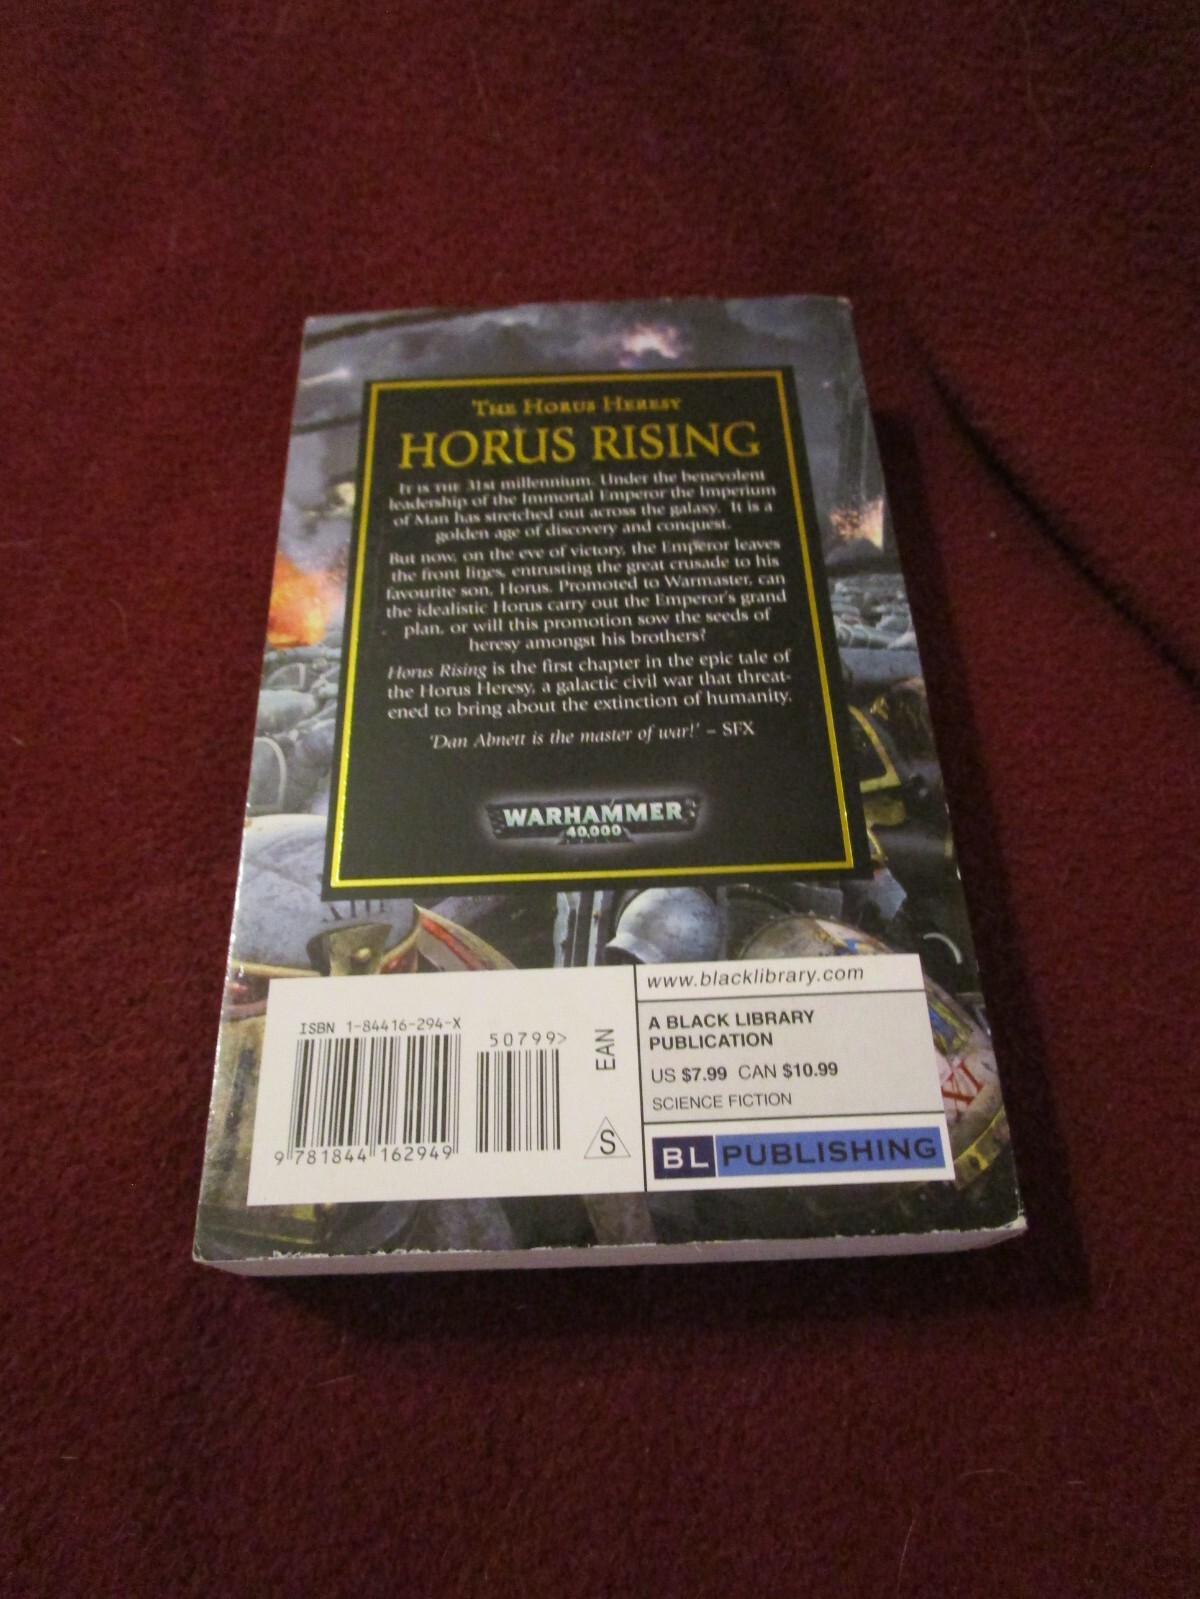 THE HORUS HERESY
HORUS RISING
IT IS THE 31st millennium. Under the benevolent
leadership of the Immortal Emperor the Imperium
of Man has stretched out across the galaxy. It is a
golden age of discovery and conquest.
But now, on the eve of victory, the Emperor leaves
the front lines, entrusting the great crusade to his
favourite son, Horus. Promoted to Warmaster, can
the idealistic Horus carry out the Emperor's grand
plan, or will this promotion sow the seeds of
heresy amongst his brothers?
Horus Rising is the first chapter in the epic tale of
the Horus Heresy, a galactic civil war that threat-
ened to bring about the extinction of humanity.
'Dan Abnett is the master of war!' – SFX
WARHAMMER
40,000
XIII
XI
ISBN 1-84416-294-X
50799>
9 781844 162949
EAN
S
www.blacklibrary.com
A BLACK LIBRARY
PUBLICATION
US $7.99 CAN $10.99
SCIENCE FICTION
BL PUBLISHING